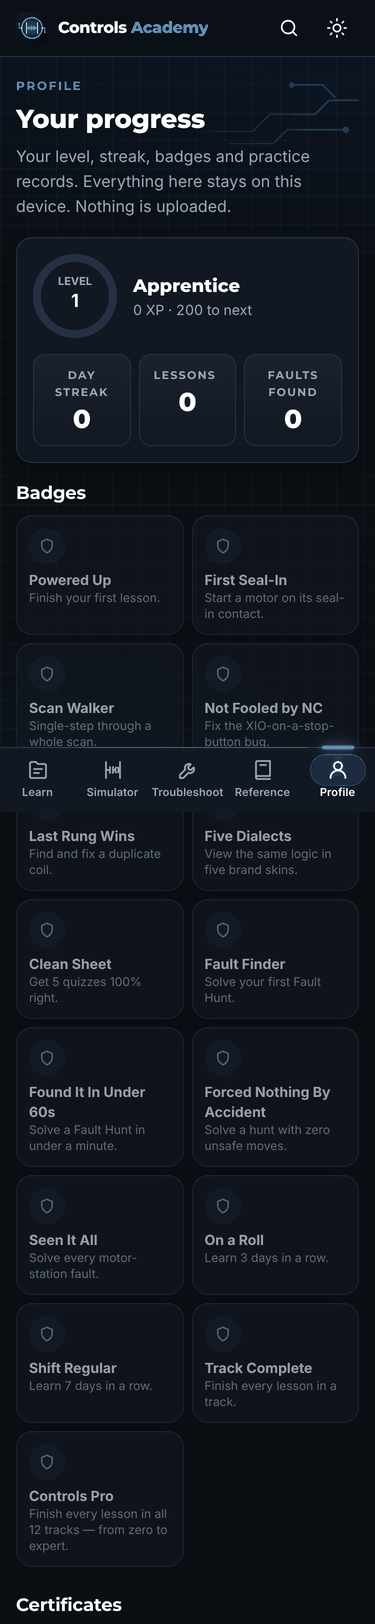 Controls Academy
PROFILE
Your progress
Your level, streak, badges and practice
records. Everything here stays on this
device. Nothing is uploaded.
LEVEL
1
Apprentice
0 XP · 200 to next
DAY
STREAK
0
LESSONS
0
FAULTS
FOUND
0
Badges
Powered Up
Finish your first lesson.
First Seal-In
Start a motor on its seal-
in contact.
Scan Walker
Single-step through a
whole scan.
Not Fooled by NC
Fix the XIO-on-a-stop-
button bug.
Learn
Simulator
Troubleshoot
Reference
Profile
Last Rung Wins
Find and fix a duplicate
coil.
Five Dialects
View the same logic in
five brand skins.
Clean Sheet
Get 5 quizzes 100%
right.
Fault Finder
Solve your first Fault
Hunt.
Found It In Under
60s
Solve a Fault Hunt in
under a minute.
Forced Nothing By
Accident
Solve a hunt with zero
unsafe moves.
Seen It All
Solve every motor-
station fault.
On a Roll
Learn 3 days in a row.
Shift Regular
Learn 7 days in a row.
Track Complete
Finish every lesson in a
track.
Controls Pro
Finish every lesson in all
12 tracks — from zero to
expert.
Certificates